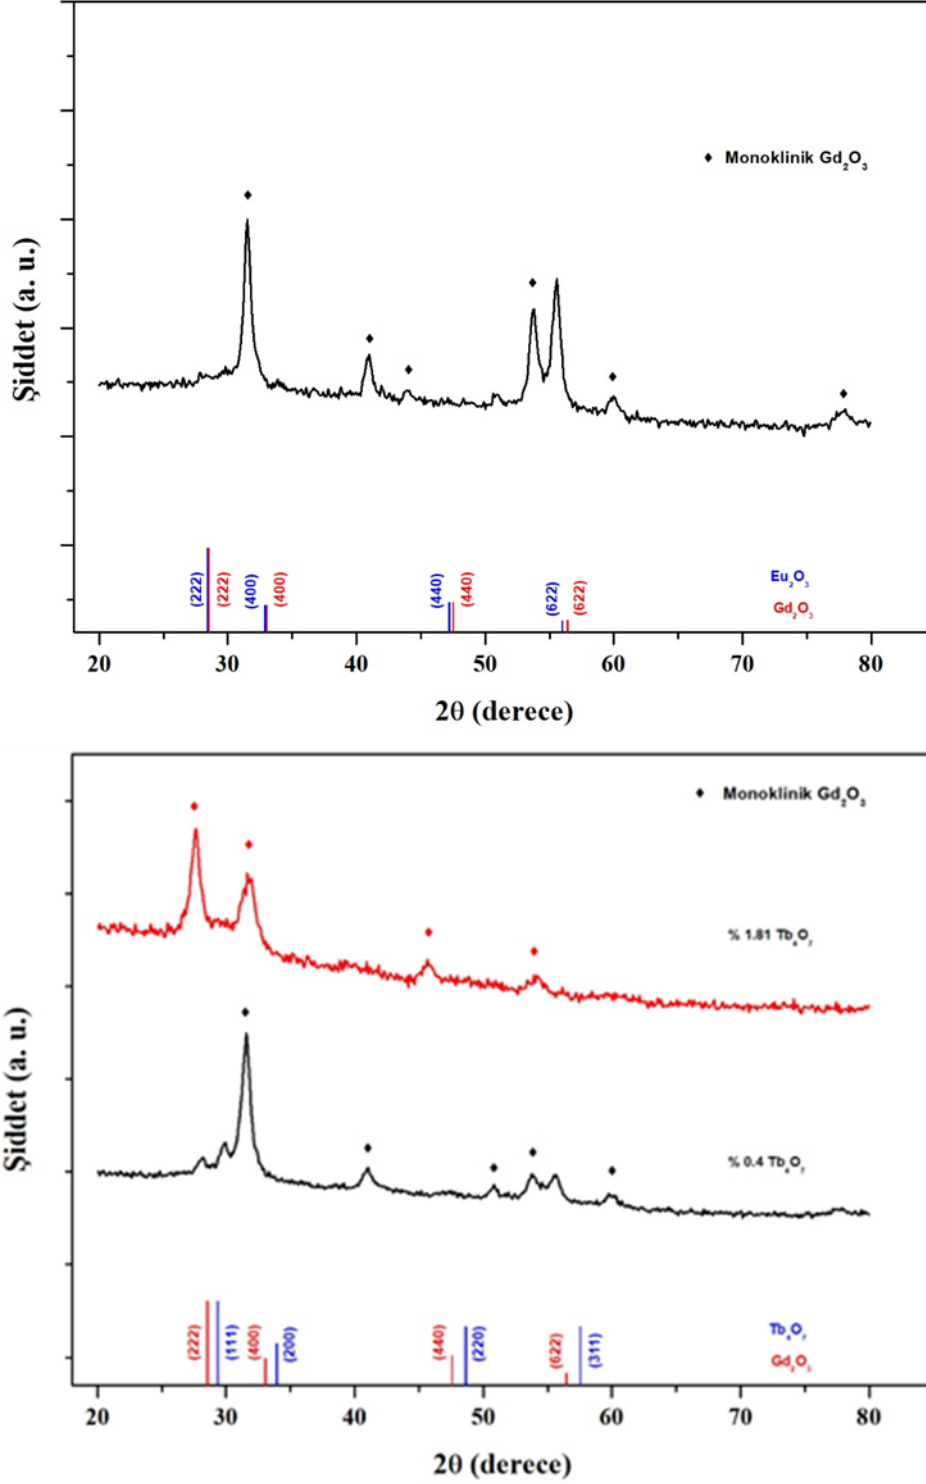 Şiddet (a. u.)
♦ Monoklinik Gd₂O₃
(222)
(222)
(400)
(400)
(440)
(440)
(622)
(622)
Eu₂O₃
Gd₂O₃
20 30 40 50 60 70 80
2θ (derece)
Şiddet (a. u.)
♦ Monoklinik Gd₂O₃
% 1.81 Tb₄O₇
% 0.4 Tb₄O₇
(222)
(111)
(400)
(200)
(440)
(220)
(622)
(311)
Tb₄O₇
Gd₂O₃
20 30 40 50 60 70 80
2θ (derece)